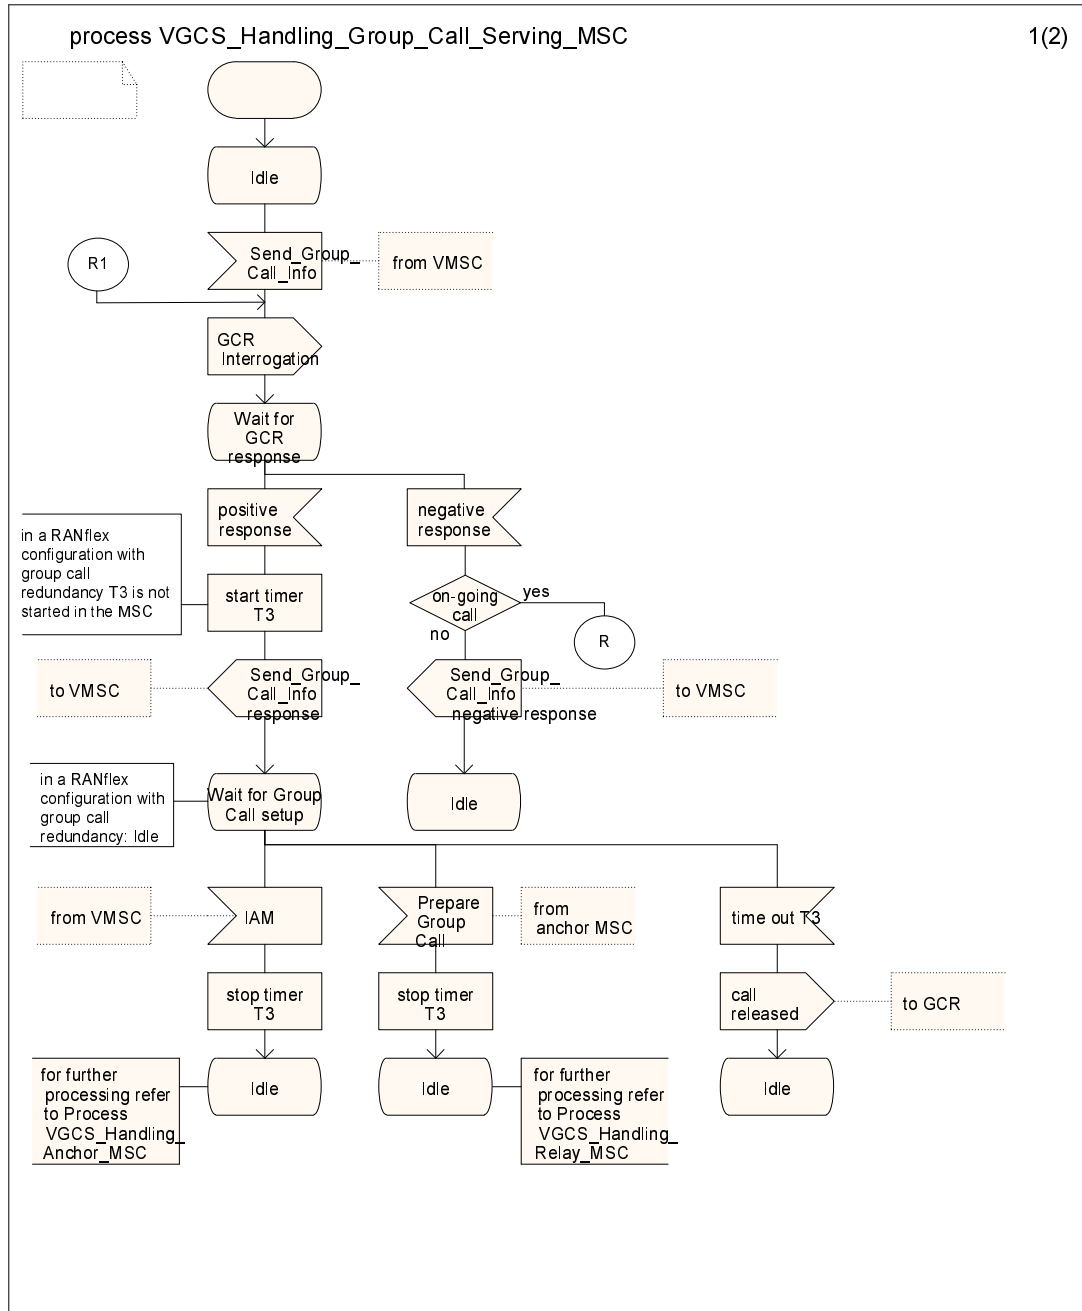 process VGCS_Handling_Group_Call_Serving_MSC
1(2)
Idle
Send_Group_
Call_Info
from VMSC
R1
GCR
Interrogation
Wait for
GCR
response
positive
response
negative
response
in a RANflex
configuration with
group call
redundancy T3 is not
started in the MSC
start timer
T3
on-going
call
yes
no
R
to VMSC
Send_Group_
Call_Info
response
Send_Group_
Call_Info
negative response
to VMSC
in a RANflex
configuration with
group call
redundancy: Idle
Wait for Group
Call setup
Idle
from VMSC
IAM
Prepare
Group
Call
from
anchor MSC
time out T3
stop timer
T3
stop timer
T3
call
released
to GCR
for further
processing refer
to Process
VGCS_Handling_
Anchor_MSC
Idle
Idle
for further
processing refer
to Process
VGCS_Handling_
Relay_MSC
Idle